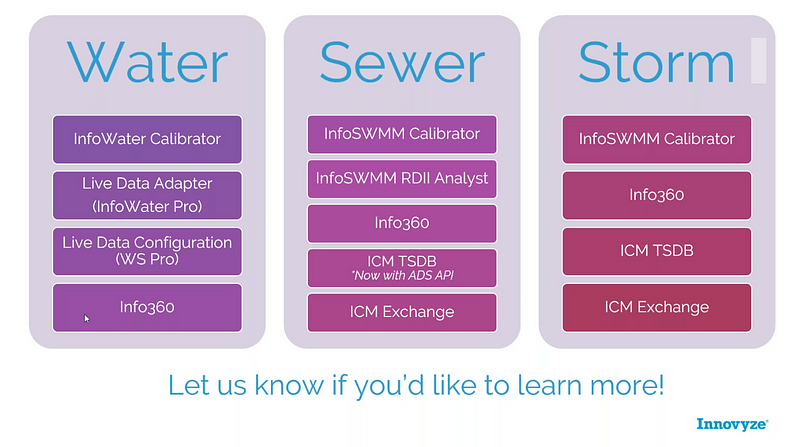 Water
InfoWater Calibrator
Live Data Adapter
(InfoWater Pro)
Live Data Configuration
(WS Pro)
Info360
Sewer
InfoSWMM Calibrator
InfoSWMM RDII Analyst
Info360
ICM TSDB
*Now with ADS API
ICM Exchange
Storm
InfoSWMM Calibrator
Info360
ICM TSDB
ICM Exchange
Let us know if you'd like to learn more!
Innovyze®